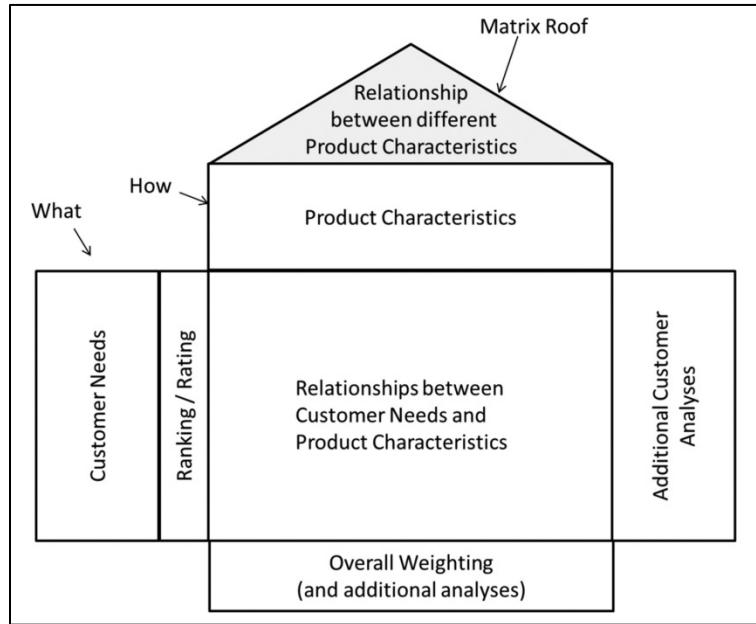 Matrix Roof
Relationship
between different
Product Characteristics
How
Product Characteristics
What
Customer Needs
Ranking / Rating
Relationships between
Customer Needs and
Product Characteristics
Additional Customer
Analyses
Overall Weighting
(and additional analyses)